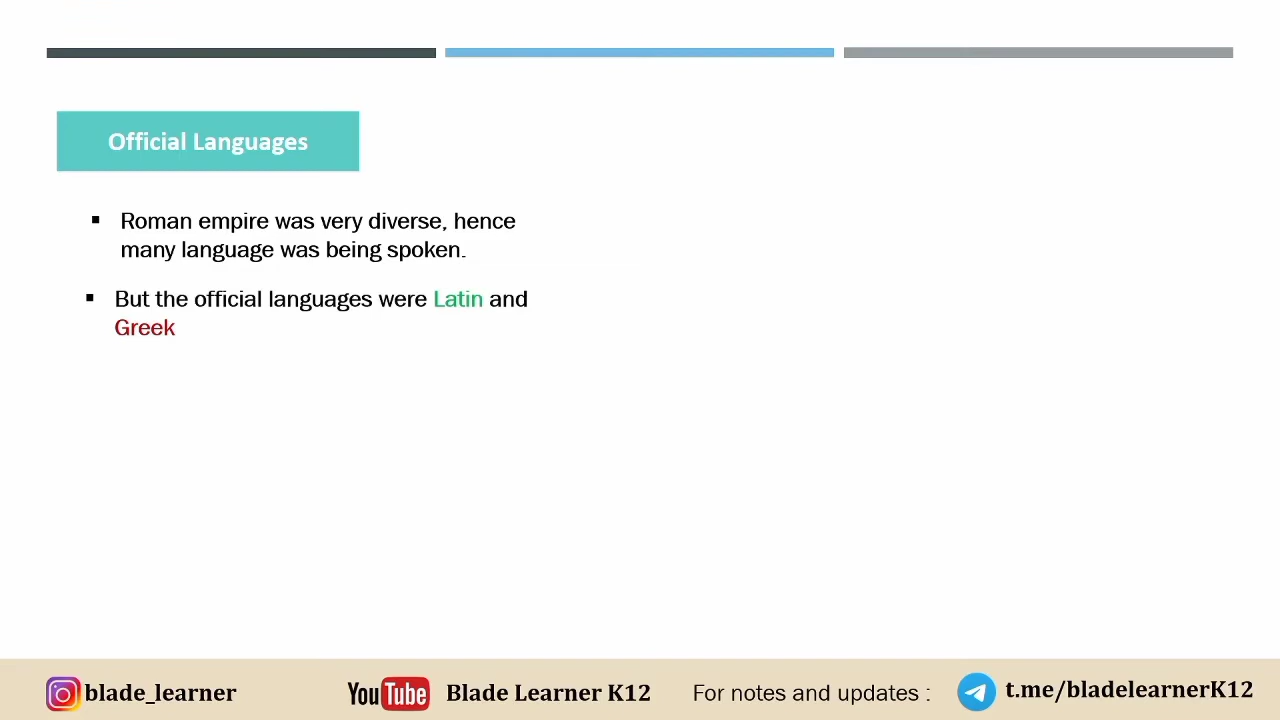 Official Languages
▪ Roman empire was very diverse, hence
many language was being spoken.
▪ But the official languages were Latin and
Greek
blade_learner
YouTube
Blade Learner K12
For notes and updates :
t.me/bladelearnerK12